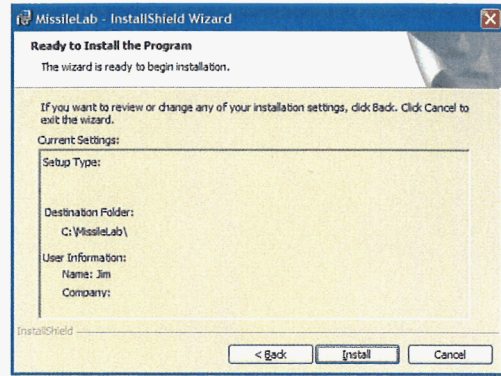 MissileLab - InstallShield Wizard
Ready to Install the Program
The wizard is ready to begin installation.
If you want to review or change any of your installation settings, click Back. Click Cancel to
exit the wizard.
Current Settings:
Setup Type:
Destination Folder:
C:\MissileLab\
User Information:
Name: Jim
Company:
InstallShield
< Back
Install
Cancel